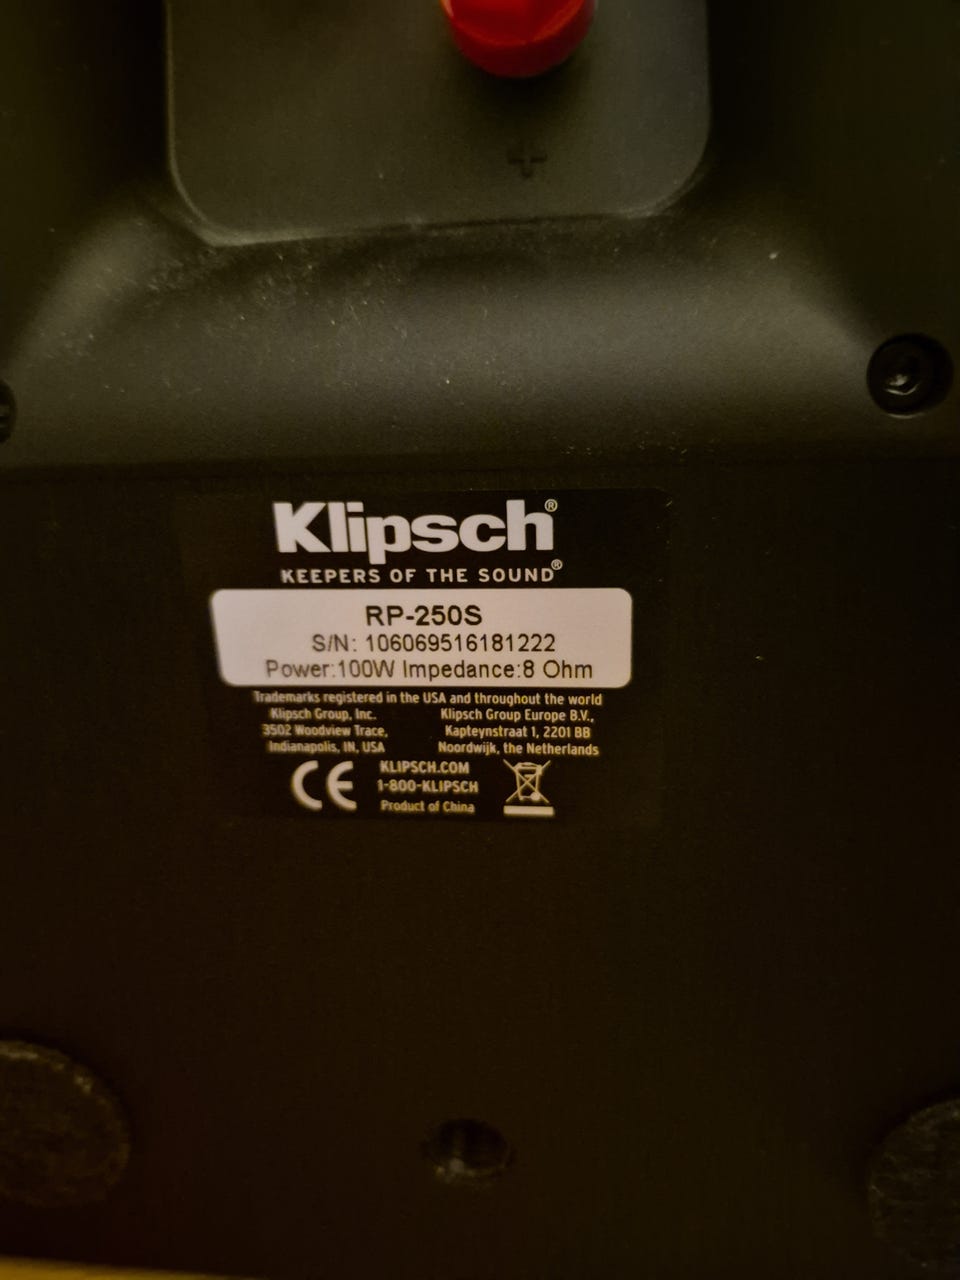 +
Klipsch®
KEEPERS OF THE SOUND®
RP-250S
S/N: 106069516181222
Power:100W Impedance:8 Ohm
Trademarks registered in the USA and throughout the world
Klipsch Group, Inc.
3502 Woodview Trace,
Indianapolis, IN, USA
Klipsch Group Europe B.V.,
Kapteynstraat 1, 2201 BB
Noordwijk, the Netherlands
CE
KLIPSCH.COM
1-800-KLIPSCH
Product of China